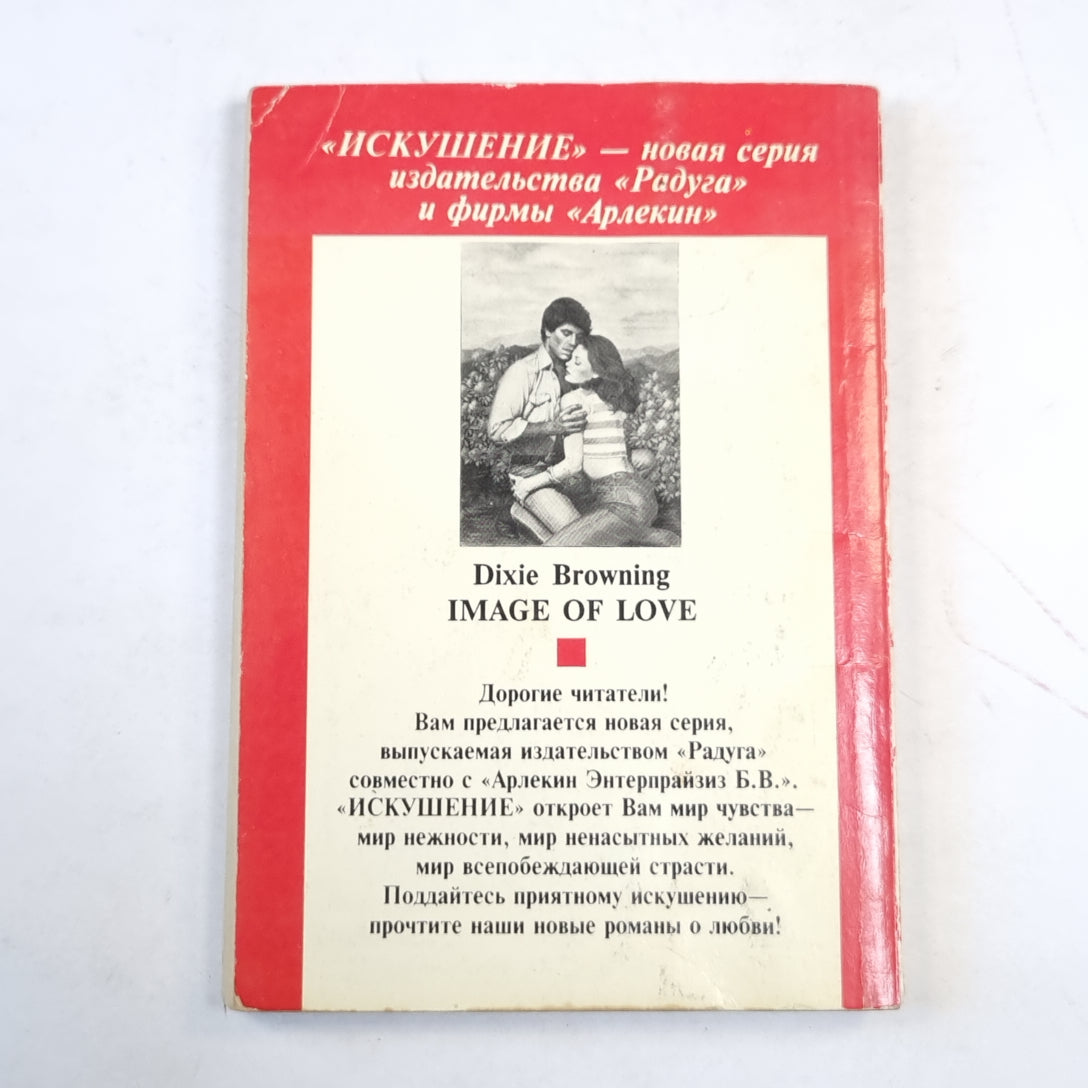 «ИСКУШЕНИЕ» — новая серия
издательства «Радуга»
и фирмы «Арлекин»
Dixie Browning
IMAGE OF LOVE
Дорогие читатели!
Вам предлагается новая серия,
выпускаемая издательством «Радуга»
совместно с «Арлекин Энтерпрайзиз Б.В.».
«ИСКУШЕНИЕ» откроет Вам мир чувства—
мир нежности, мир ненасытных желаний,
мир всепобеждающей страсти.
Поддайтесь приятному искушению—
прочтите наши новые романы о любви!